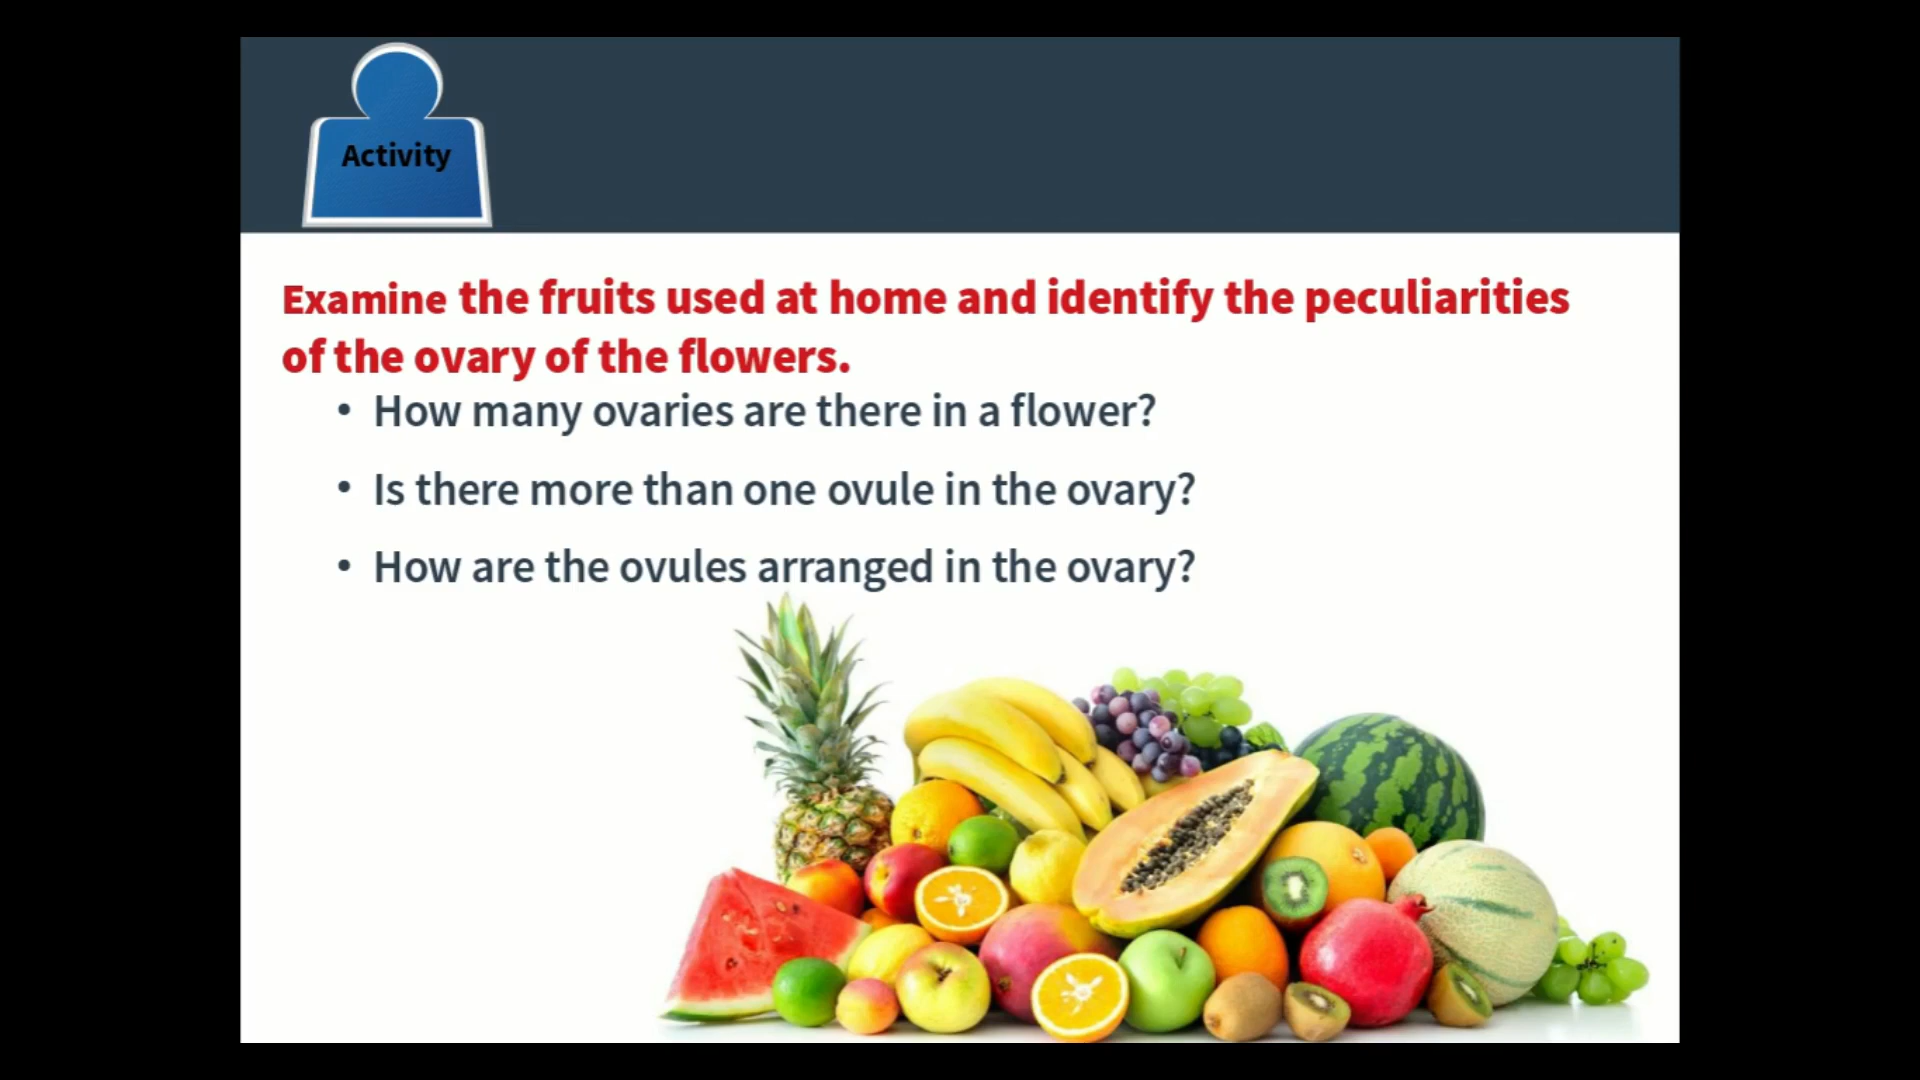 Activity
Examine the fruits used at home and identify the peculiarities
of the ovary of the flowers.
• How many ovaries are there in a flower?
• Is there more than one ovule in the ovary?
• How are the ovules arranged in the ovary?